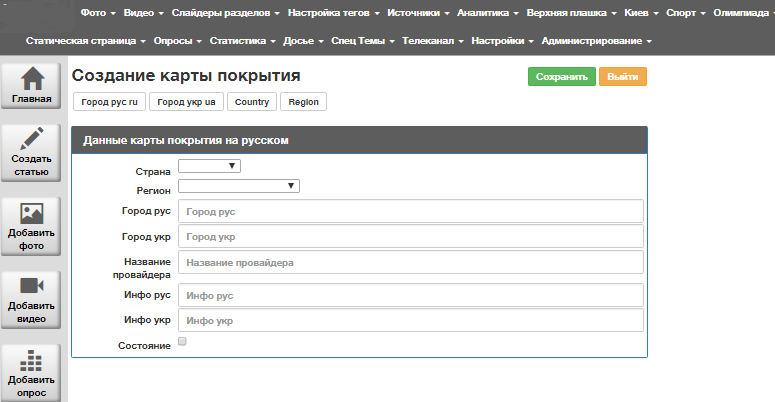 Фото Видео Слайдеры разделов Настройка тегов Источники Аналитика Верхняя плашка Киев Спорт Олимпиада
Статическая страница Опросы Статистика Досье Спец Темы Телеканал Настройки Администрирование
Главная
Создать
статью
Добавить
фото
Добавить
видео
Добавить
опрос
Создание карты покрытия
Сохранить Выйти
Город рус ru Город укр ua Country Region
Данные карты покрытия на русском
Страна
Регион
Город рус Город рус
Город укр Город укр
Название
провайдера Название провайдера
Инфо рус Инфо рус
Инфо укр Инфо укр
Состояние